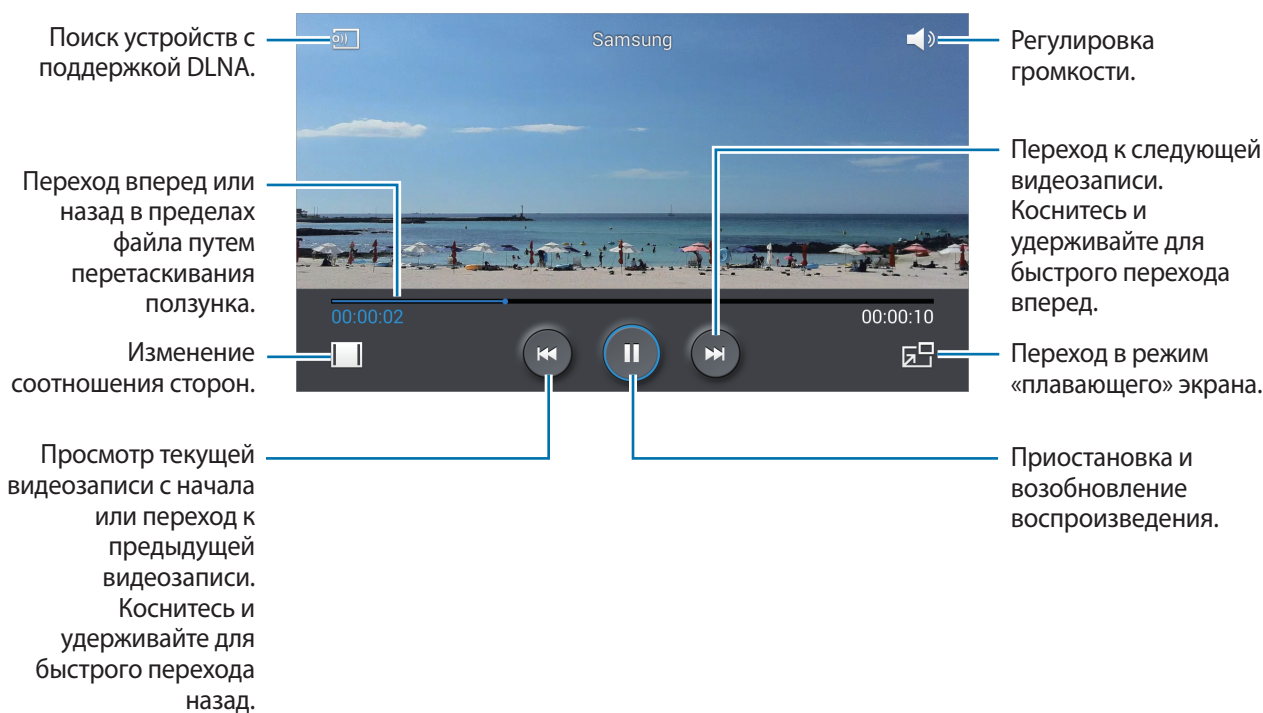 Поиск устройств с
поддержкой DLNA.
Samsung
Регулировка
громкости.
Переход вперед или
назад в пределах
файла путем
перетаскивания
ползунка.
Переход к следующей
видеозаписи.
Коснитесь и
удерживайте для
быстрого перехода
вперед.
00:00:02
00:00:10
Изменение
соотношения сторон.
Переход в режим
«плавающего» экрана.
Просмотр текущей
видеозаписи с начала
или переход к
предыдущей
видеозаписи.
Коснитесь и
удерживайте для
быстрого перехода
назад.
Приостановка и
возобновление
воспроизведения.